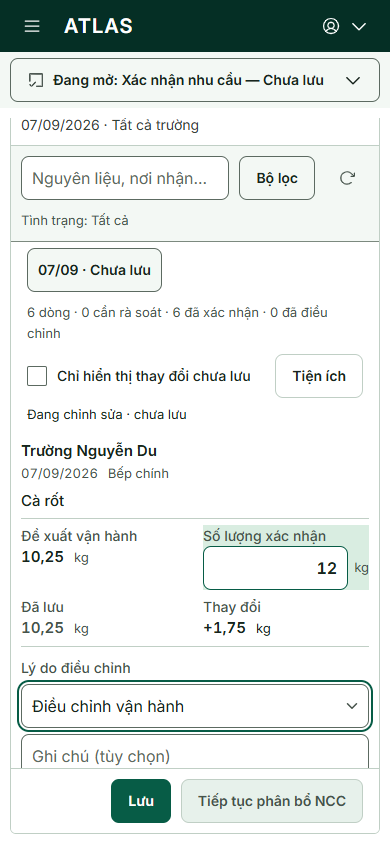 ATLAS
Đang mở: Xác nhận nhu cầu — Chưa lưu
07/09/2026 · Tất cả trường
Nguyên liệu, nơi nhận...
Bộ lọc
Tình trạng: Tất cả
07/09 · Chưa lưu
6 dòng · 0 cần rà soát · 6 đã xác nhận · 0 đã điều
chỉnh
Chỉ hiển thị thay đổi chưa lưu
Tiện ích
Đang chỉnh sửa · chưa lưu
Trường Nguyễn Du
07/09/2026 Bếp chính
Cà rốt
Đề xuất vận hành
10,25 kg
Số lượng xác nhận
12 kg
Đã lưu
10,25 kg
Thay đổi
+1,75 kg
Lý do điều chỉnh
Điều chỉnh vận hành
Ghi chú (tùy chọn)
Lưu
Tiếp tục phân bổ NCC